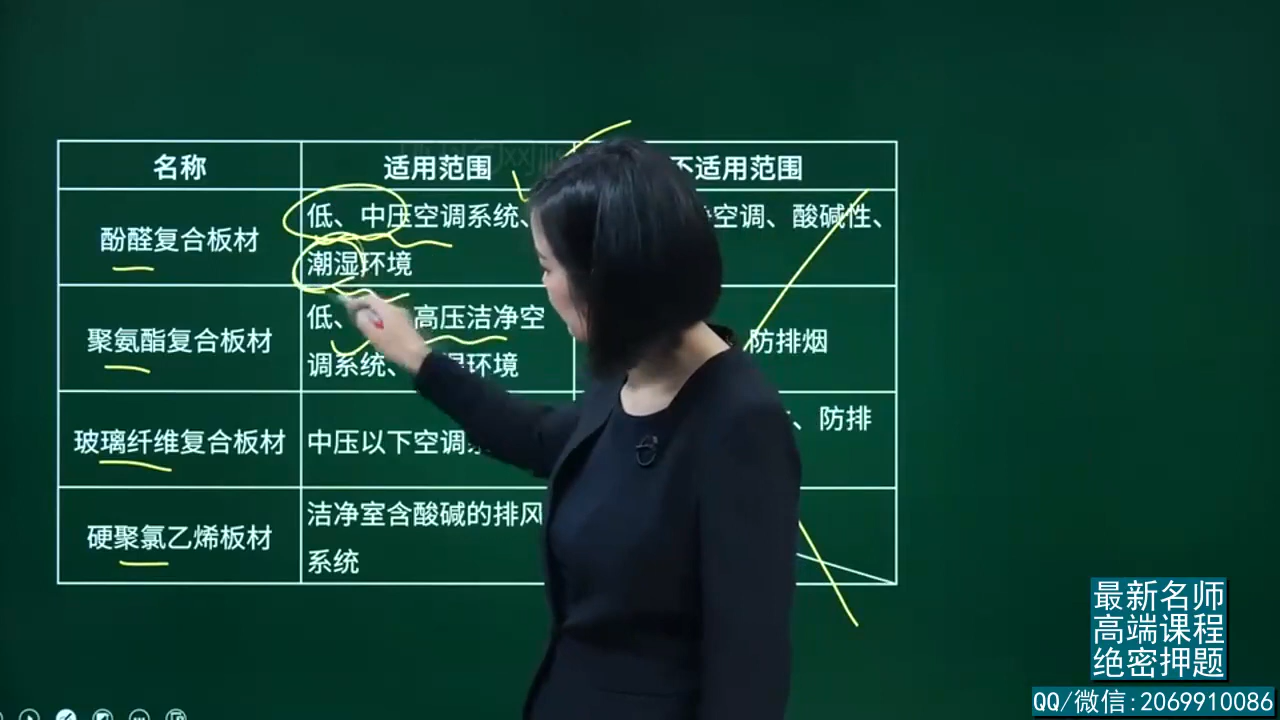 名称 适用范围 不适用范围
酚醛复合板材
低、中压空调系统、
潮湿环境
空调、酸碱性、
聚氨酯复合板材
低、 高压洁净空
调系统、 环境
防排烟
玻璃纤维复合板材
中压以下空调
、防排
硬聚氯乙烯板材
洁净室含酸碱的排风
系统
最新名师
高端课程
绝密押题
QQ/微信:2069910086